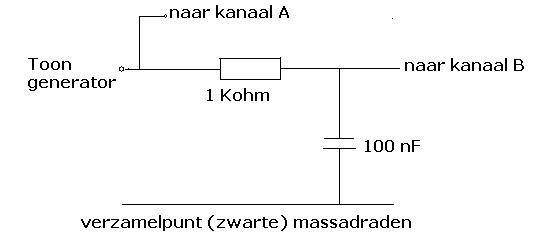 naar kanaal A
Toon
generator
naar kanaal B
1 Kohm
100 nF
verzamelpunt (zwarte) massadraden